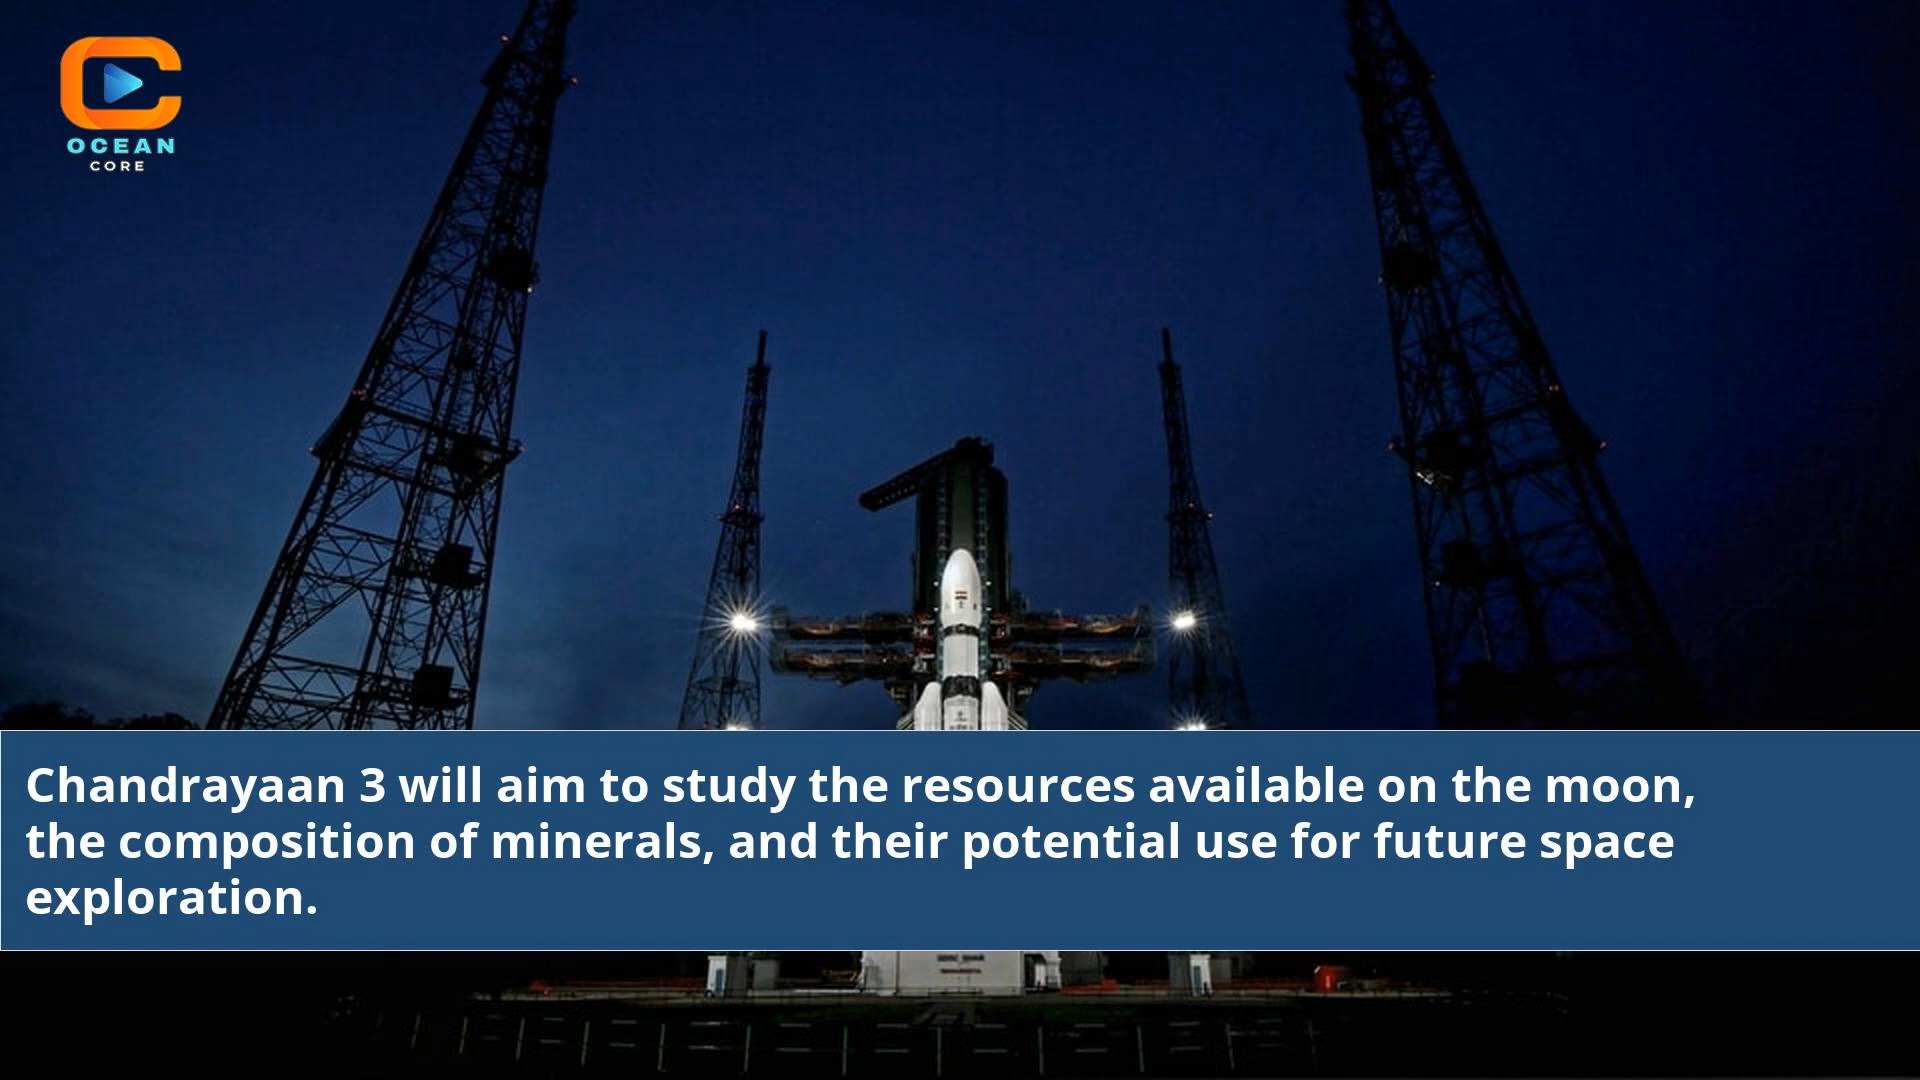 OCEAN
CORE
Chandrayaan 3 will aim to study the resources available on the moon,
the composition of minerals, and their potential use for future space
exploration.